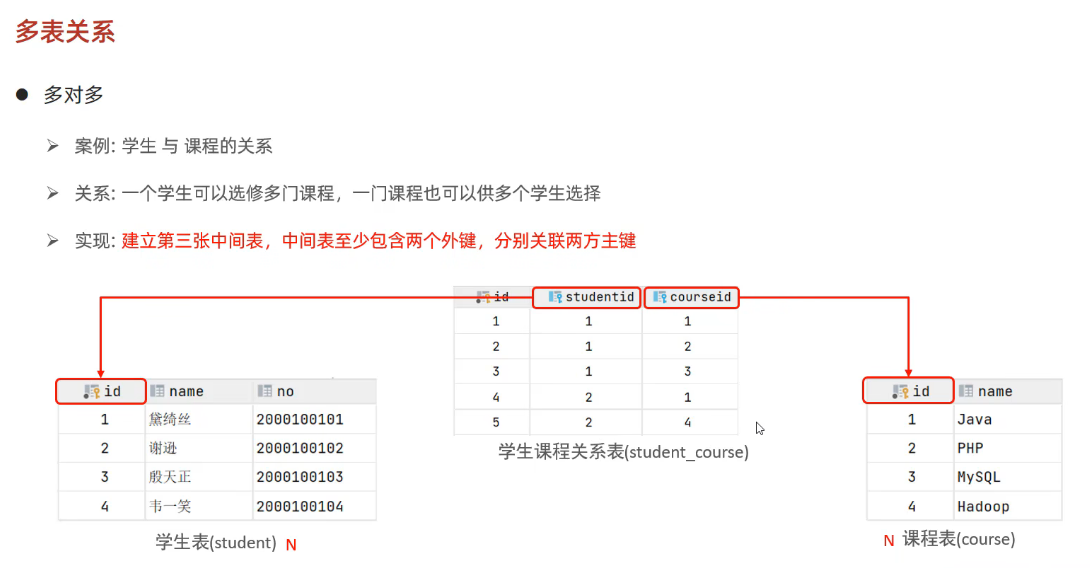 多表关系
● 多对多
➢ 案例: 学生 与 课程的关系
➢ 关系: 一个学生可以选修多门课程，一门课程也可以供多个学生选择
➢ 实现: 建立第三张中间表，中间表至少包含两个外键，分别关联两方主键
id studentid courseid
1 1 1
2 1 2
3 1 3
4 2 1
5 2 4
学生课程关系表(student_course)
id name no
1 黛绮丝 2000100101
2 谢逊 2000100102
3 殷天正 2000100103
4 韦一笑 2000100104
学生表(student) N
id name
1 Java
2 PHP
3 MySQL
4 Hadoop
N 课程表(course)